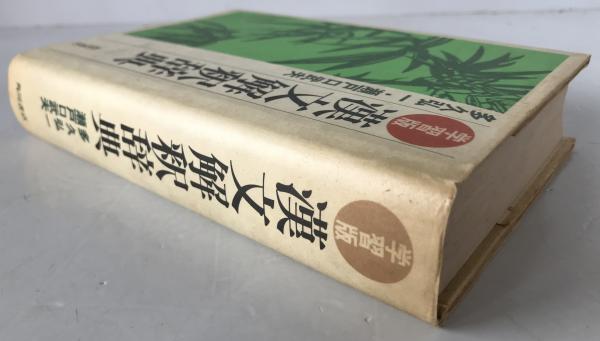 学習版
漢文解釈辞典
多久弘一・瀬戸口武夫
学習版
漢文解釈辞典
多久弘一
瀬戸口武夫